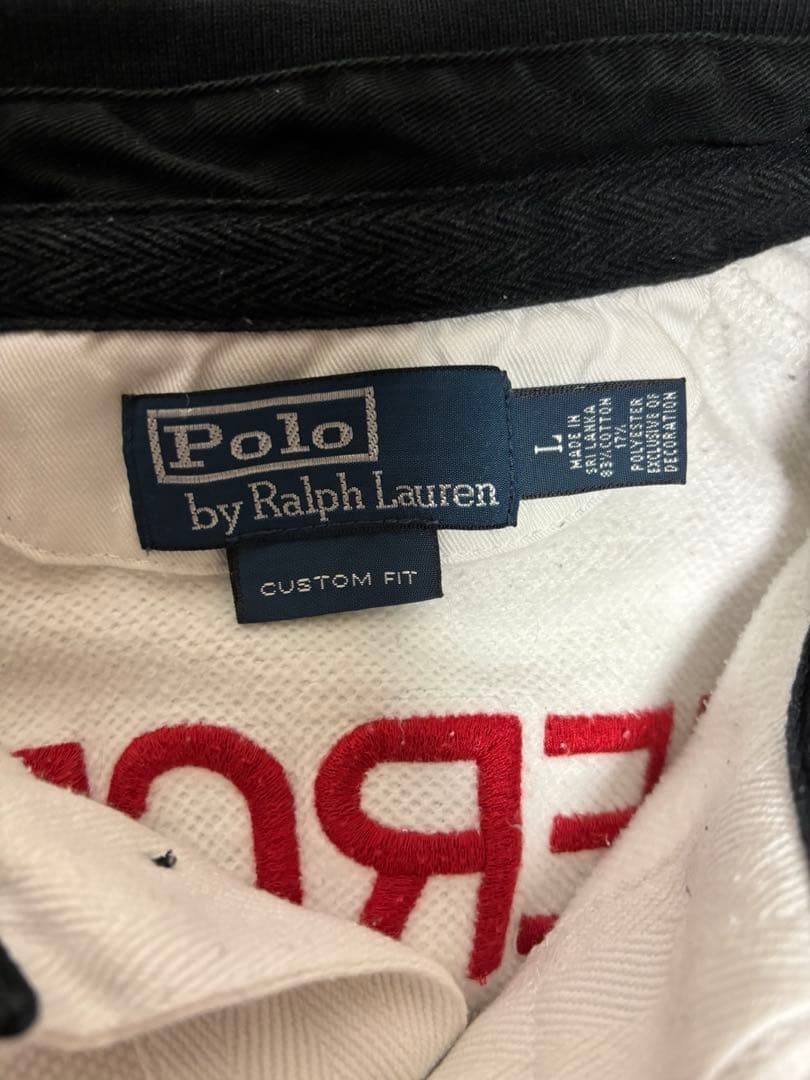 Polo
by Ralph Lauren
CUSTOM FIT
L
MADE IN
SRI LANKA
83% COTTON
17%
POLYESTER
EXCLUSIVE OF
DECORATION